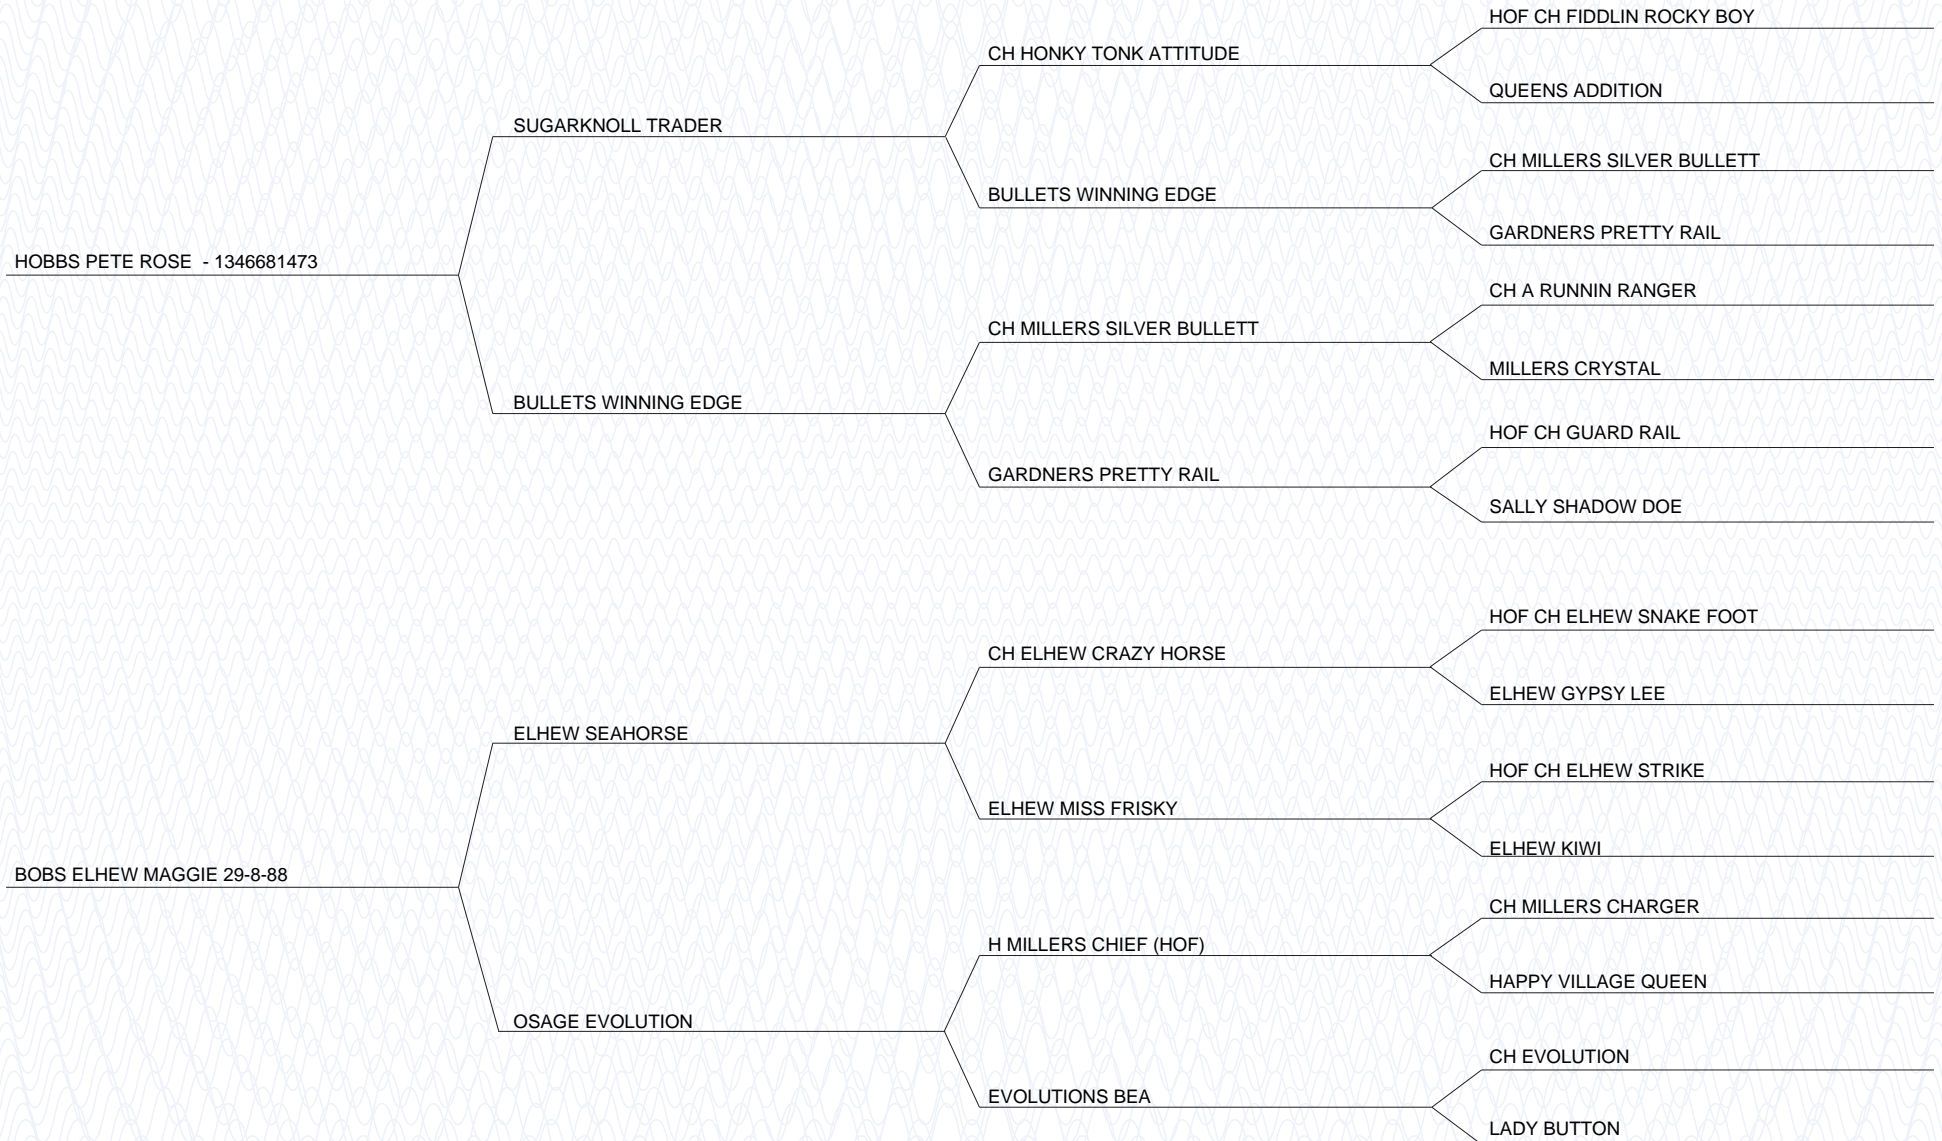 HOF CH FIDDLIN ROCKY BOY
CH HONKY TONK ATTITUDE
QUEENS ADDITION
SUGARKNOLL TRADER
CH MILLERS SILVER BULLETT
BULLETS WINNING EDGE
GARDNERS PRETTY RAIL
HOBBS PETE ROSE - 1346681473
CH A RUNNIN RANGER
CH MILLERS SILVER BULLETT
MILLERS CRYSTAL
BULLETS WINNING EDGE
HOF CH GUARD RAIL
GARDNERS PRETTY RAIL
SALLY SHADOW DOE
HOF CH ELHEW SNAKE FOOT
CH ELHEW CRAZY HORSE
ELHEW GYPSY LEE
ELHEW SEAHORSE
HOF CH ELHEW STRIKE
ELHEW MISS FRISKY
ELHEW KIWI
BOBS ELHEW MAGGIE 29-8-88
CH MILLERS CHARGER
H MILLERS CHIEF (HOF)
HAPPY VILLAGE QUEEN
OSAGE EVOLUTION
CH EVOLUTION
EVOLUTIONS BEA
LADY BUTTON